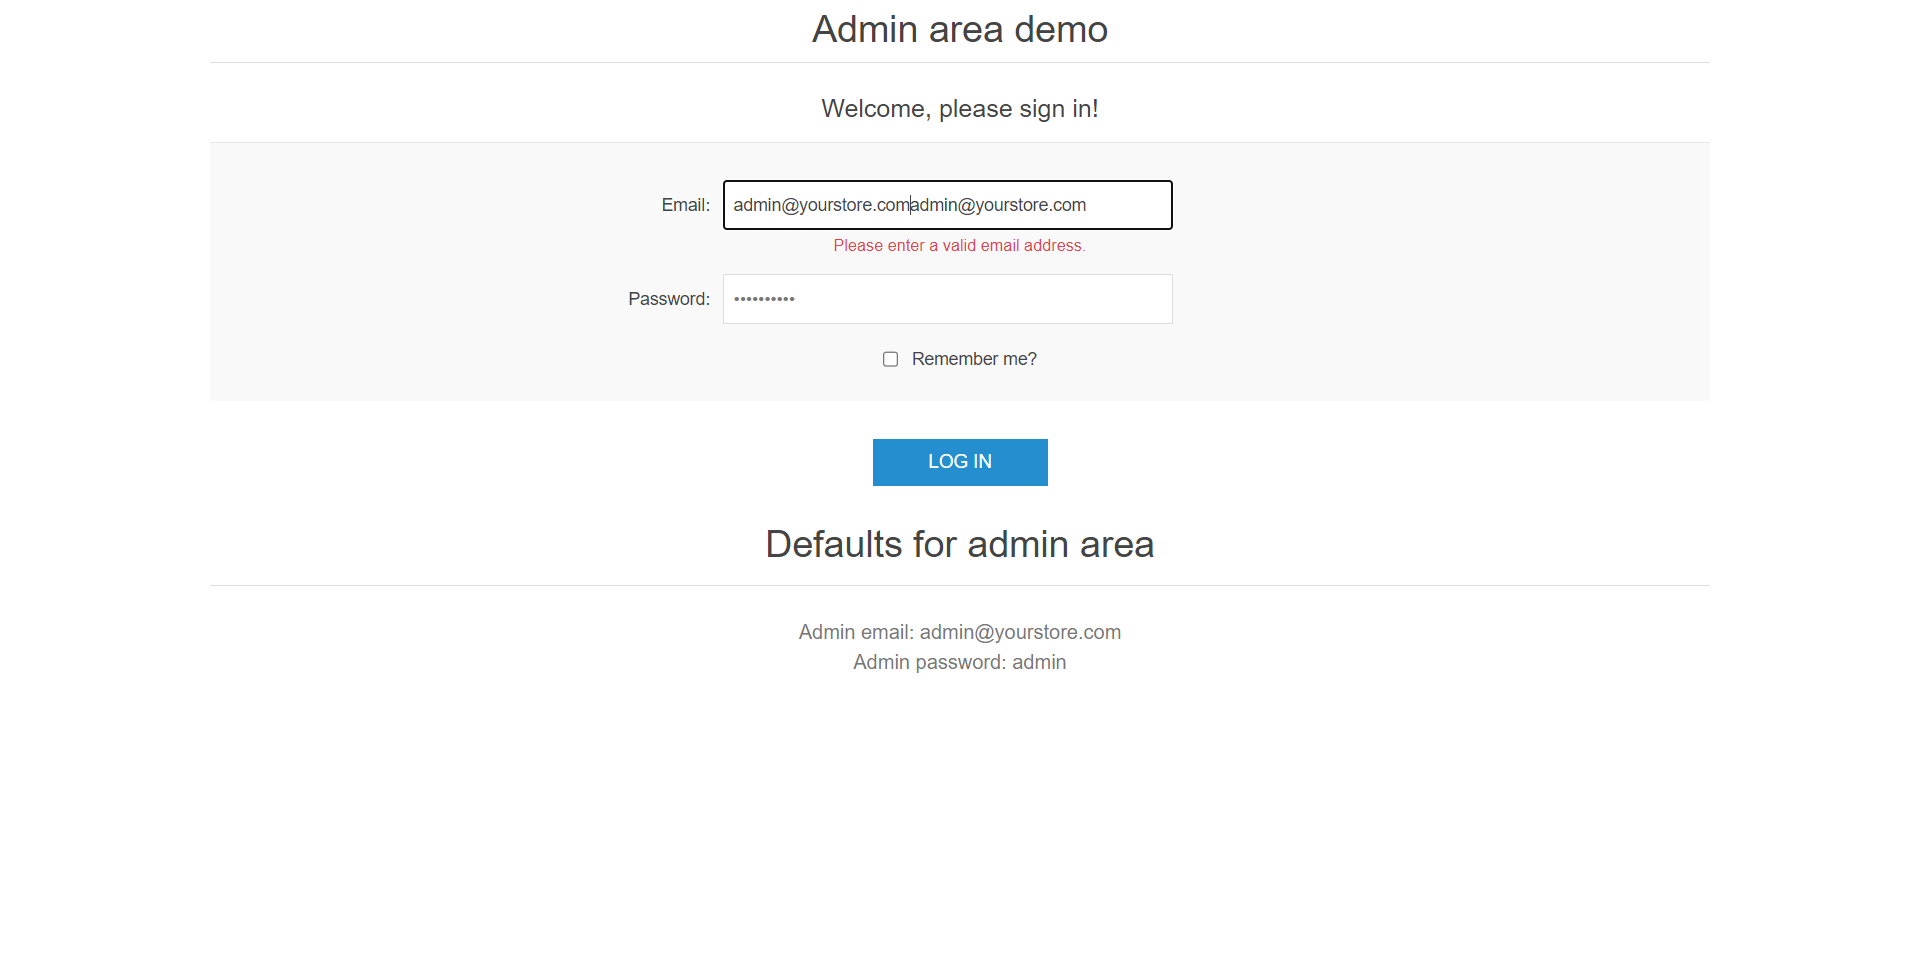 Admin area demo
Welcome, please sign in!
Email: admin@yourstore.comadmin@yourstore.com
Please enter a valid email address.
Password: ••••••••••
Remember me?
LOG IN
Defaults for admin area
Admin email: admin@yourstore.com
Admin password: admin